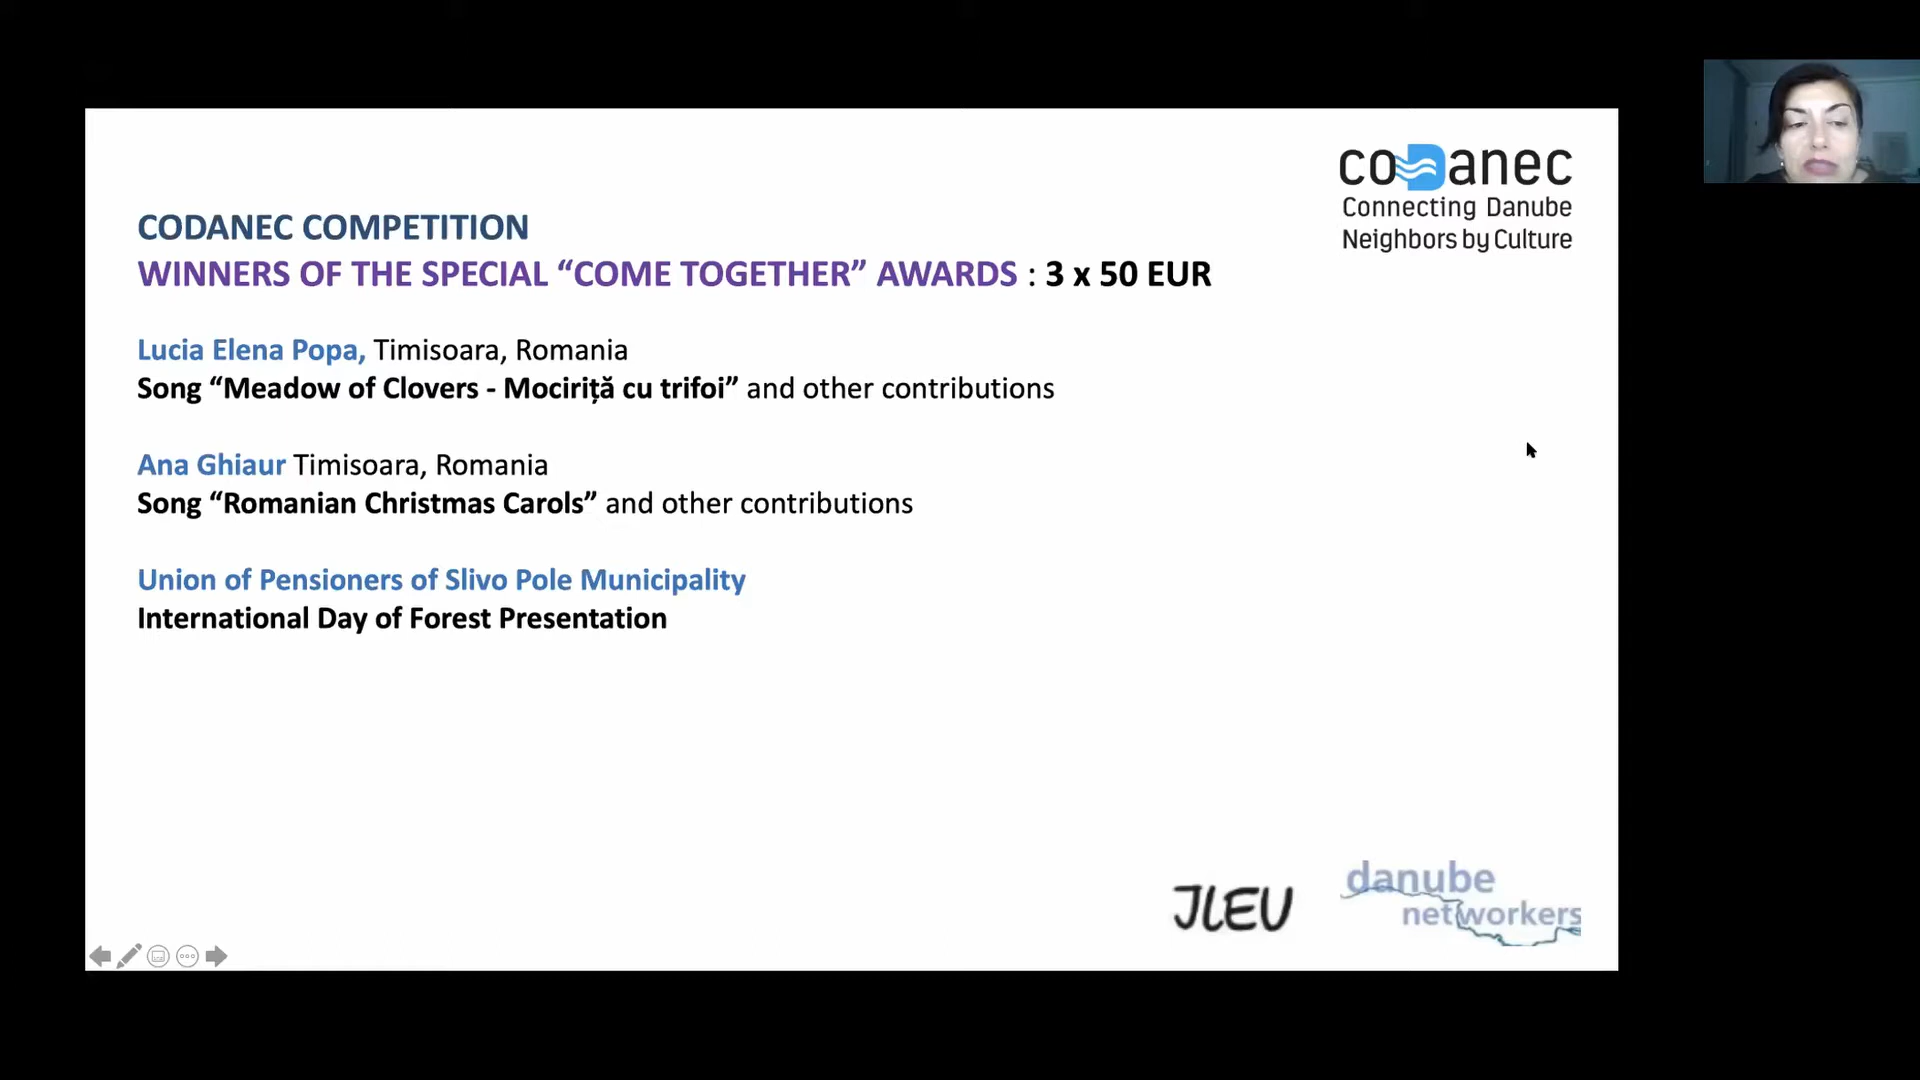 coDanec
Connecting Danube
Neighbors by Culture
CODANEC COMPETITION
WINNERS OF THE SPECIAL “COME TOGETHER” AWARDS : 3 x 50 EUR
Lucia Elena Popa, Timisoara, Romania
Song “Meadow of Clovers - Mociriță cu trifoi” and other contributions
Ana Ghiaur Timisoara, Romania
Song “Romanian Christmas Carols” and other contributions
Union of Pensioners of Slivo Pole Municipality
International Day of Forest Presentation
JLEU
danube
networkers